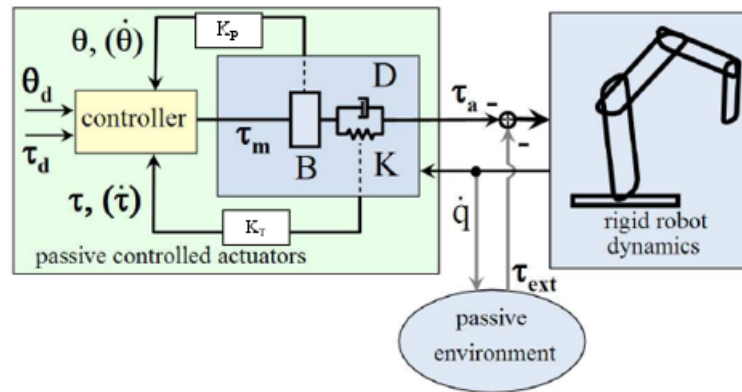 K_P
θ, (θ̇)
D
θ_d
controller
τ_a
-
τ_m
-
τ_d
B
K
τ, (τ̇)
q̇
K_T
rigid robot
dynamics
passive controlled actuators
τ_ext
passive
environment